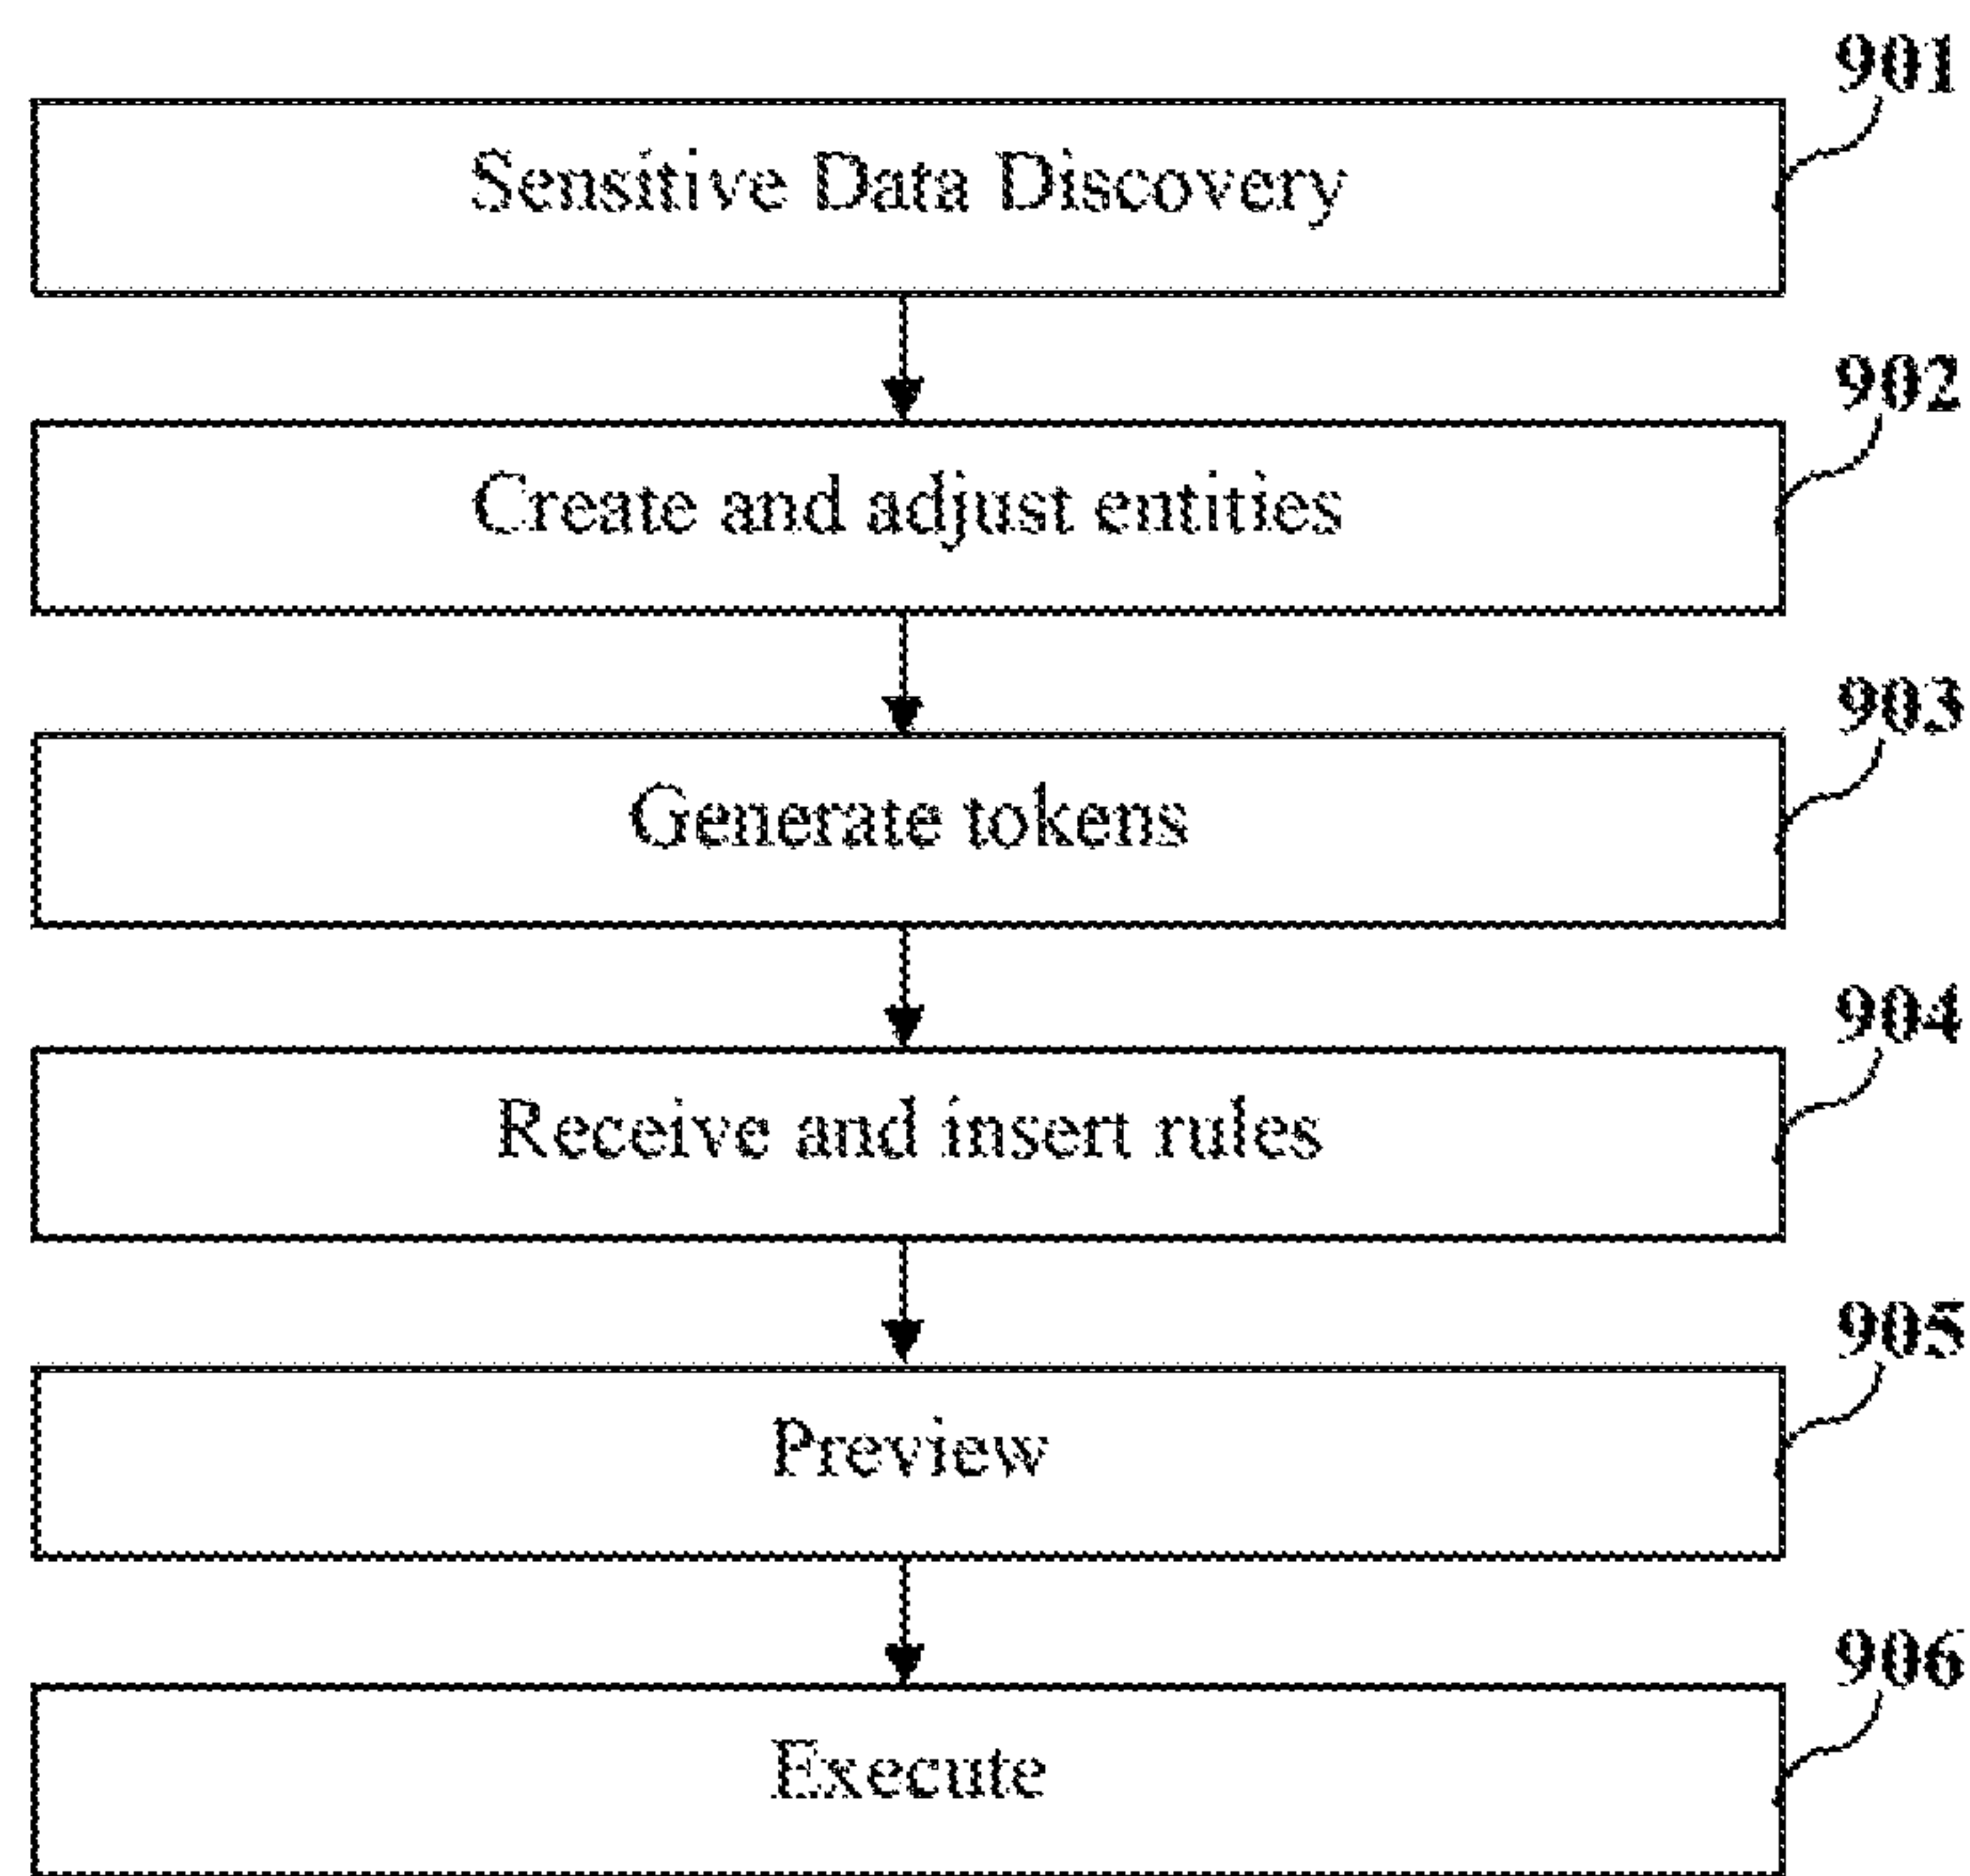 901
Sensitive Data Discovery
902
Create and adjust entities
903
Generate tokens
904
Receive and insert rules
905
Preview
906
Execute